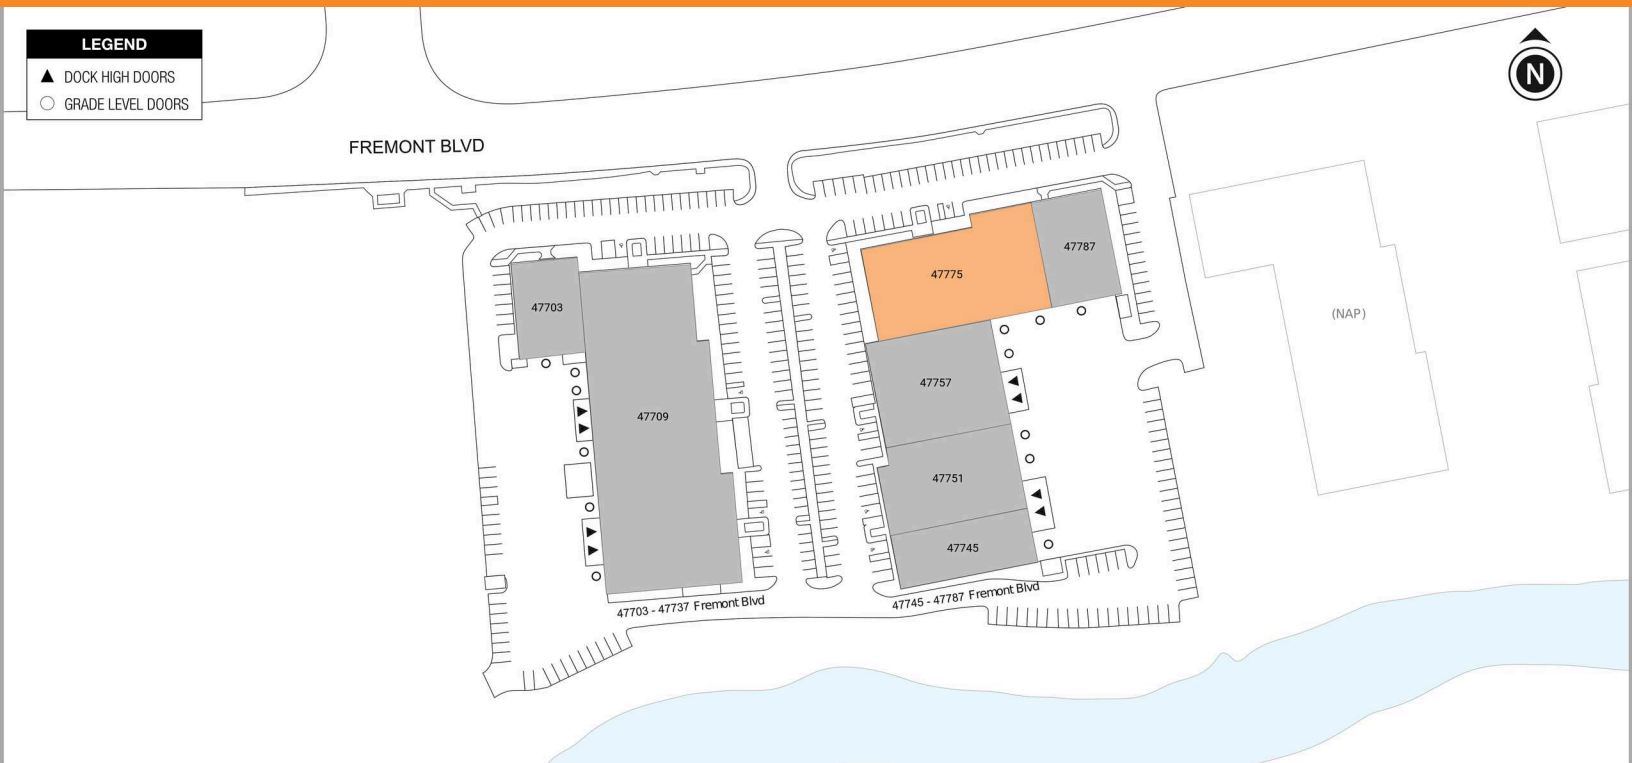 LEGEND
DOCK HIGH DOORS
GRADE LEVEL DOORS
N
FREMONT BLVD
47787
47775
47703
(NAP)
47757
47709
47751
47745
47703 - 47737 Fremont Blvd
47745 - 47787 Fremont Blvd